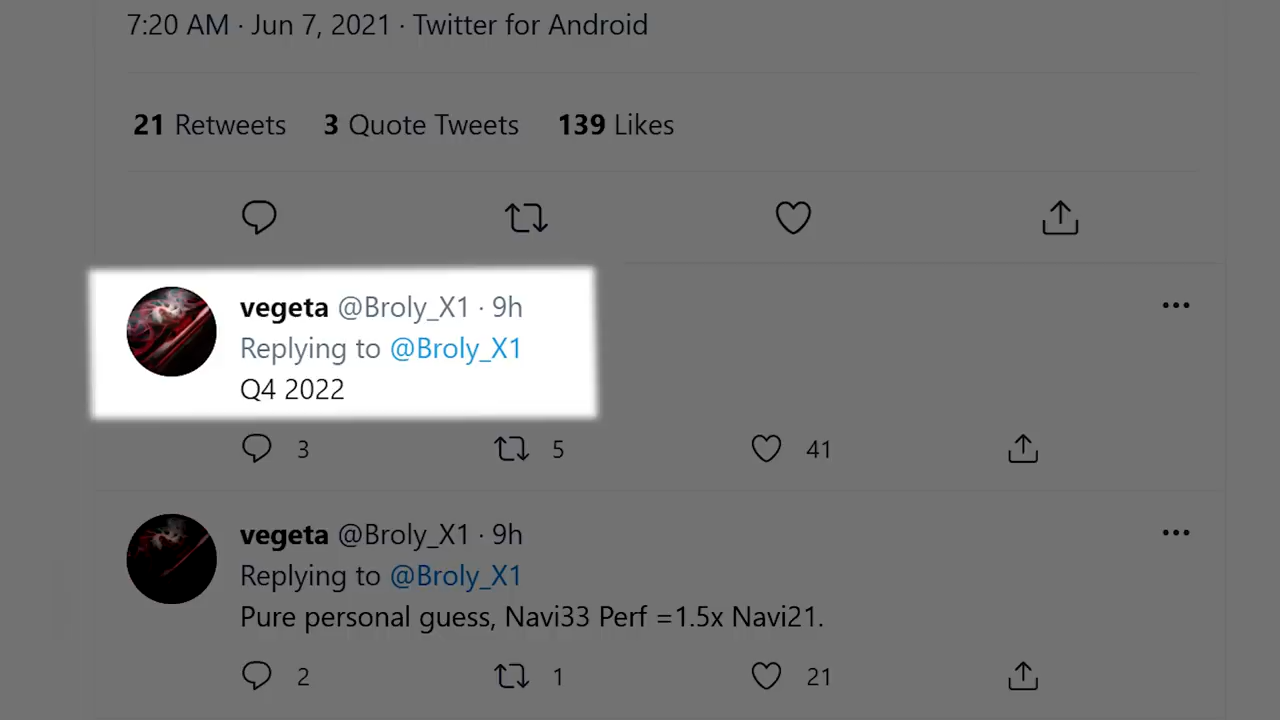 7:20 AM · Jun 7, 2021 · Twitter for Android
21 Retweets 3 Quote Tweets 139 Likes
vegeta @Broly_X1 · 9h
Replying to @Broly_X1
Q4 2022
3 5 41
vegeta @Broly_X1 · 9h
Replying to @Broly_X1
Pure personal guess, Navi33 Perf =1.5x Navi21.
2 1 21